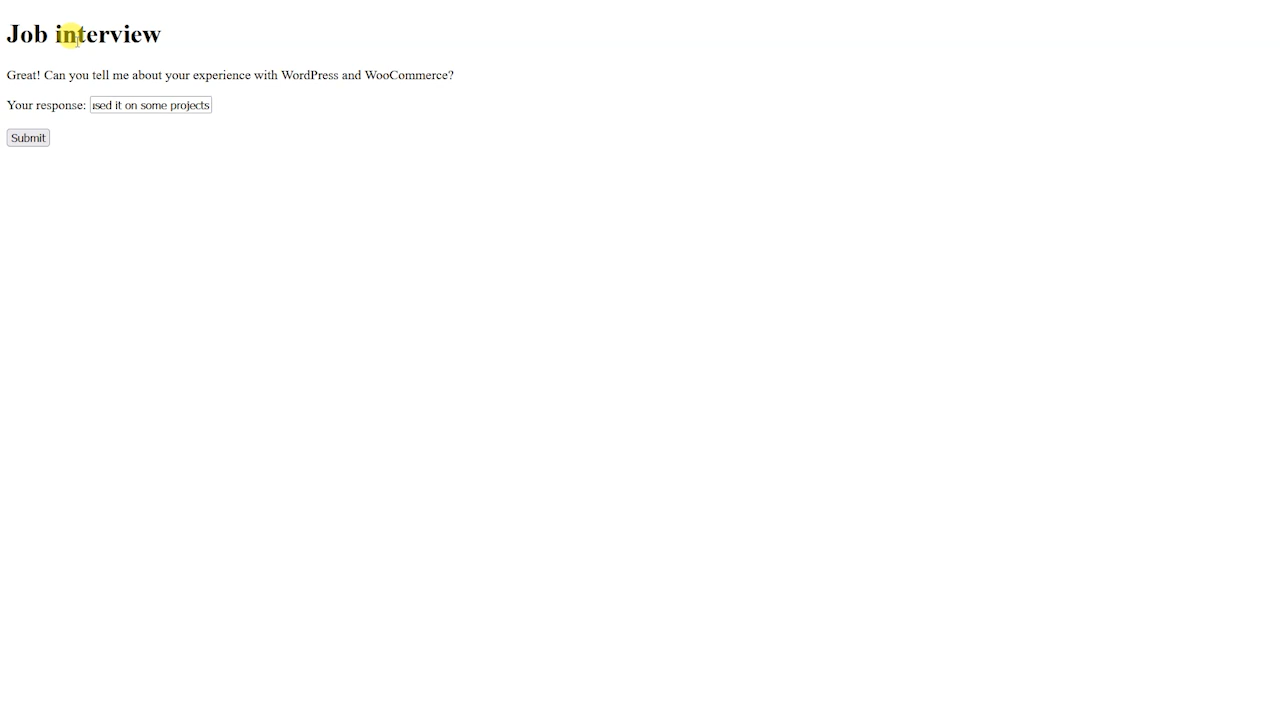 Job interview
Great! Can you tell me about your experience with WordPress and WooCommerce?
Your response: it on some projects
Submit